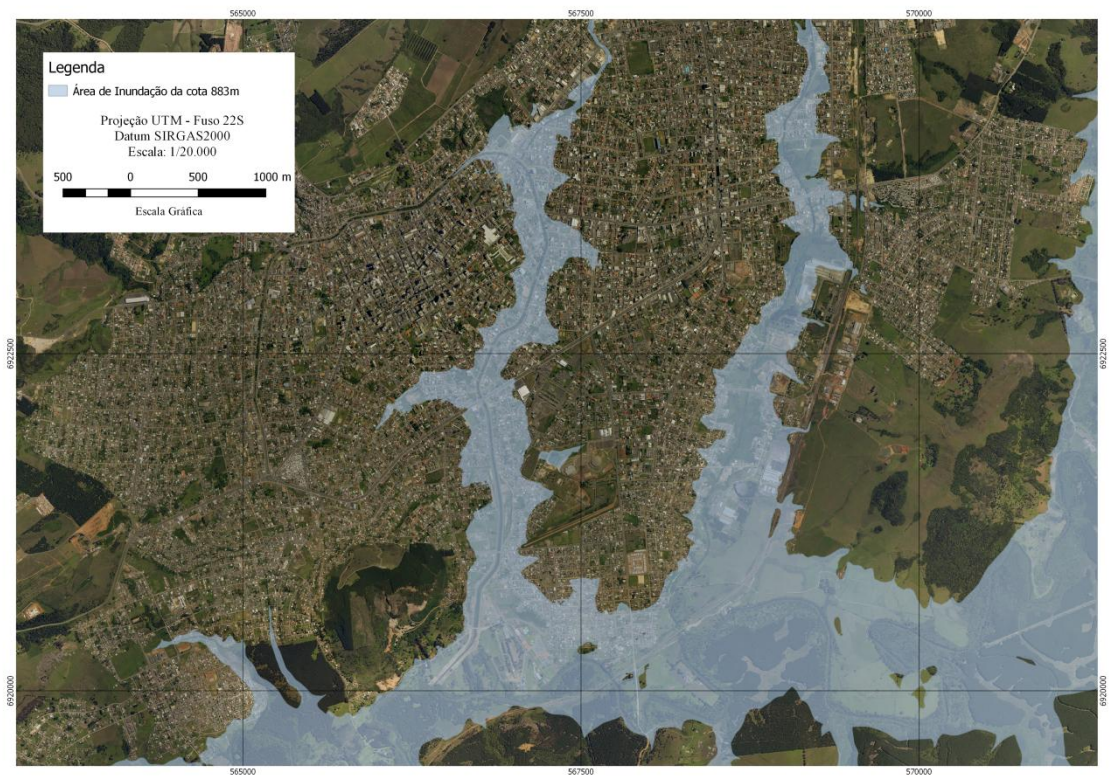 565000
567500
570000
Legenda
Área de Inundação da cota 883m
Projeção UTM - Fuso 22S
Datum SIRGAS2000
Escala: 1/20.000
500 0 500 1000 m
Escala Gráfica
6922500
6922500
6920000
6920000
565000
567500
570000